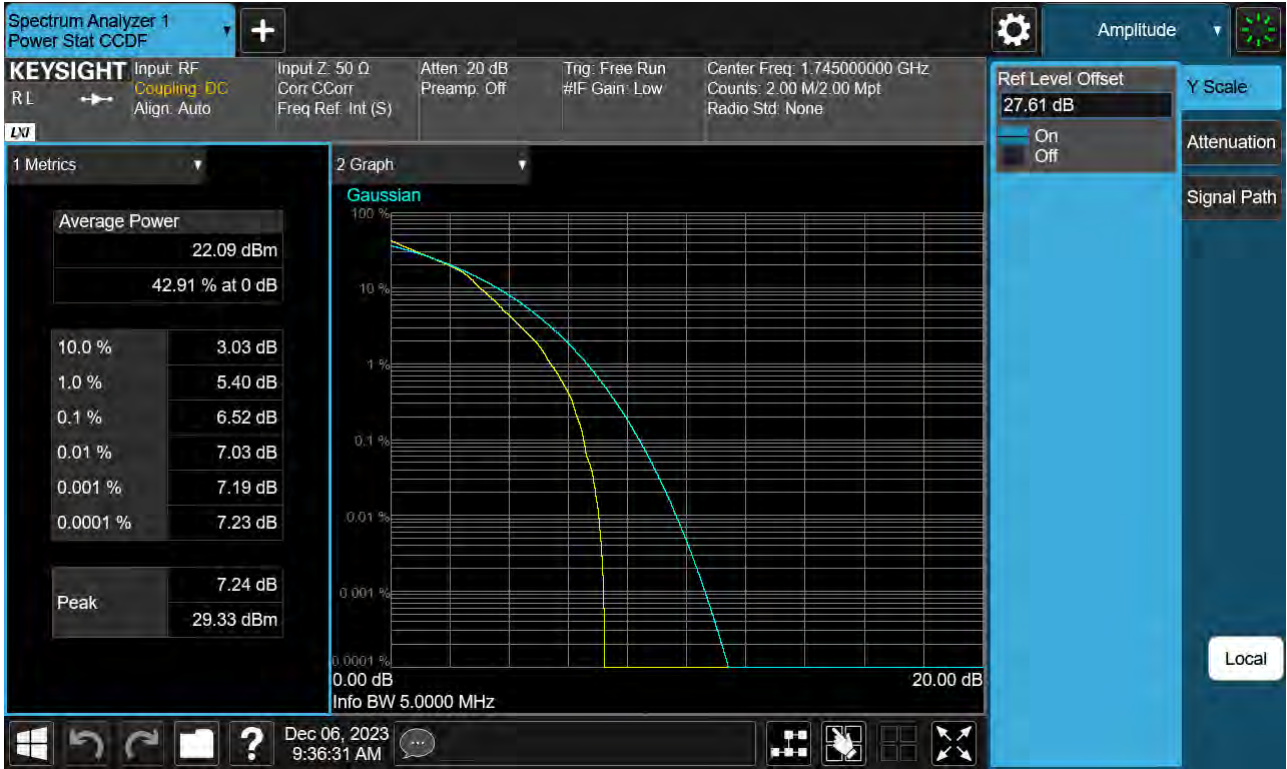 Spectrum Analyzer 1
Power Stat CCDF
Amplitude
KEYSIGHT
R L
LXI
Input: RF
Coupling: DC
Align: Auto
Input Z: 50 Ω
Corr CCorr
Freq Ref: Int (S)
Atten: 20 dB
Preamp: Off
Trig: Free Run
#IF Gain: Low
Center Freq: 1.745000000 GHz
Counts: 2.00 M/2.00 Mpt
Radio Std: None
Ref Level Offset
27.61 dB
On
Off
Y Scale
Attenuation
Signal Path
1 Metrics
Average Power
22.09 dBm
42.91 % at 0 dB
10.0 % 3.03 dB
1.0 % 5.40 dB
0.1 % 6.52 dB
0.01 % 7.03 dB
0.001 % 7.19 dB
0.0001 % 7.23 dB
Peak
7.24 dB
29.33 dBm
2 Graph
Gaussian
100 %
10 %
1 %
0.1 %
0.01 %
0.001 %
0.0001 %
0.00 dB 20.00 dB
Info BW 5.0000 MHz
Local
?
Dec 06, 2023
9:36:31 AM